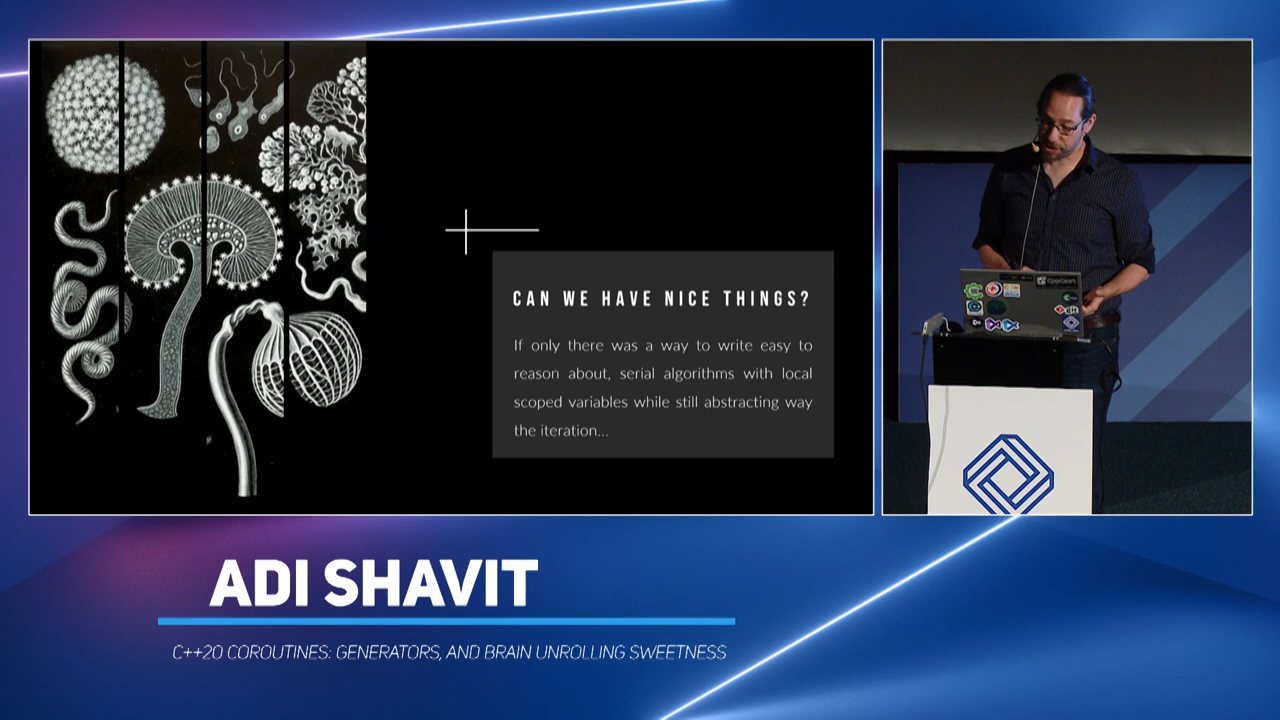 CAN WE HAVE NICE THINGS?
If only there was a way to write easy to
reason about, serial algorithms with local
scoped variables while still abstracting way
the iteration...
ADI SHAVIT
C++20 COROUTINES: GENERATORS, AND BRAIN UNROLLING SWEETNESS